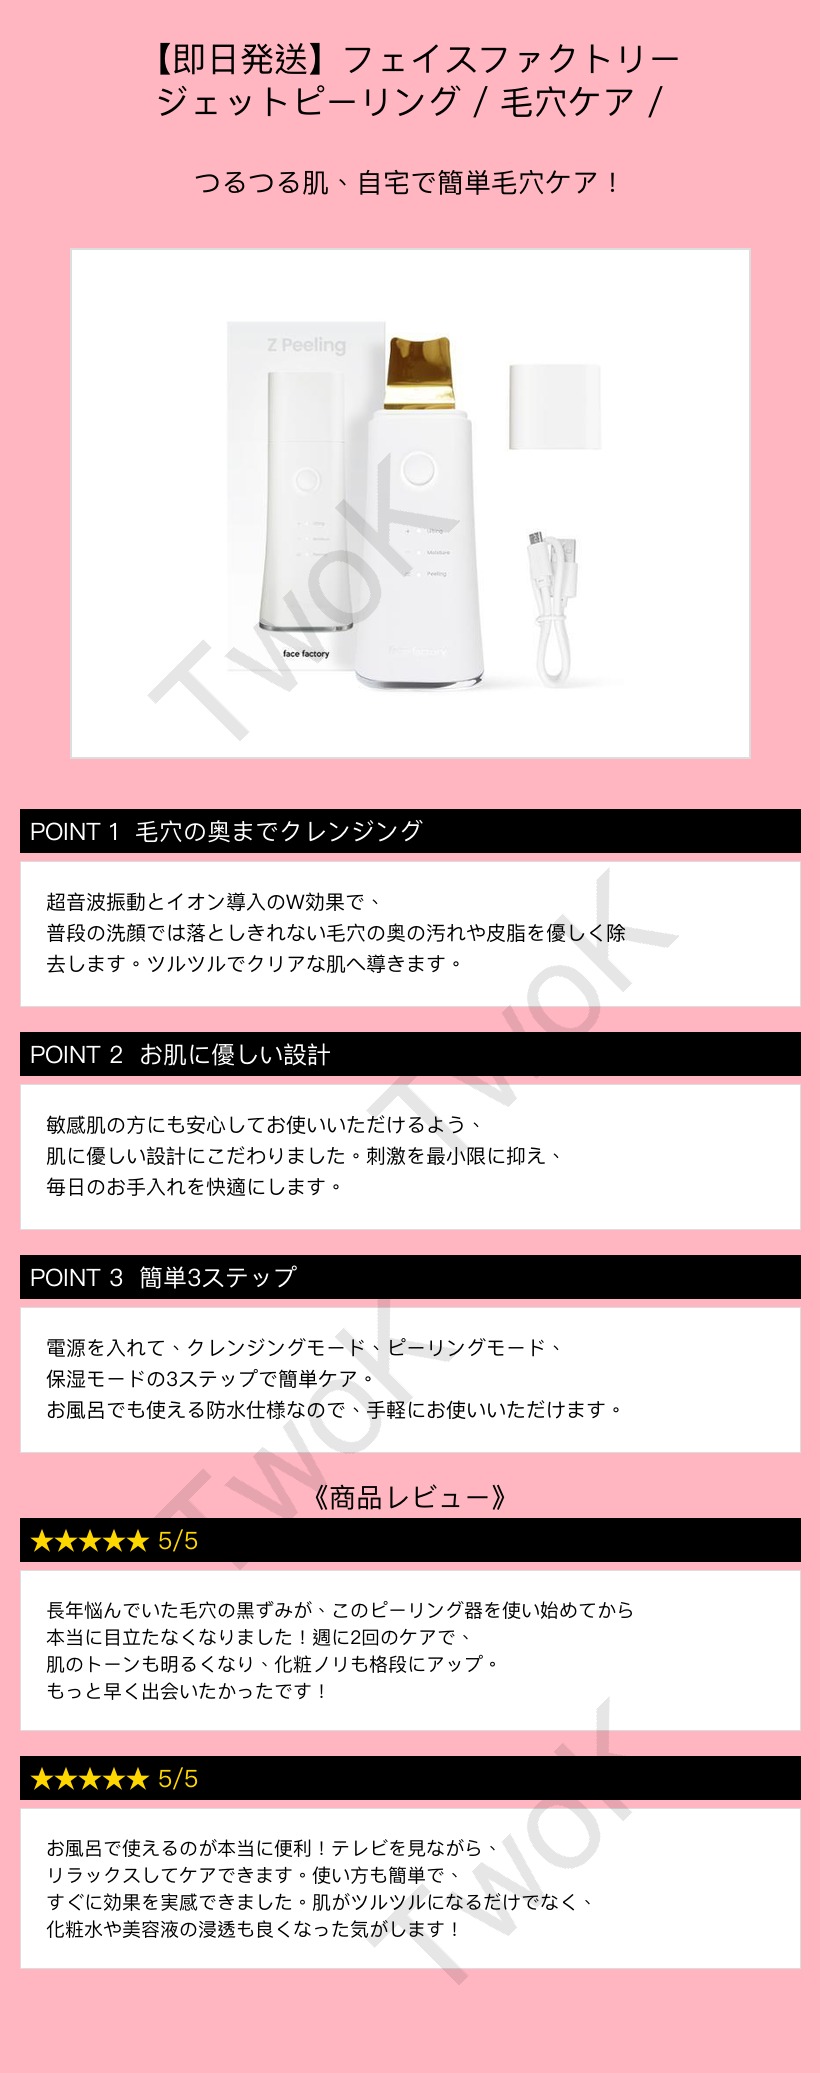 【即日発送】フェイスファクトリー
ジェットピーリング / 毛穴ケア /
つるつる肌、自宅で簡単毛穴ケア！
Z Peeling
face factory
Moisture
Peeling
TwoK
POINT 1 毛穴の奥までクレンジング
超音波振動とイオン導入のW効果で、
普段の洗顔では落としきれない毛穴の奥の汚れや皮脂を優しく除
去します。ツルツルでクリアな肌へ導きます。
TwoK
POINT 2 お肌に優しい設計
敏感肌の方にも安心してお使いいただけるよう、
肌に優しい設計にこだわりました。刺激を最小限に抑え、
毎日のお手入れを快適にします。
POINT 3 簡単3ステップ
電源を入れて、クレンジングモード、ピーリングモード、
保湿モードの3ステップで簡単ケア。
お風呂でも使える防水仕様なので、手軽にお使いいただけます。
TwoK
《商品レビュー》
★★★★★ 5/5
長年悩んでいた毛穴の黒ずみが、このピーリング器を使い始めてから
本当に目立たなくなりました！週に2回のケアで、
肌のトーンも明るくなり、化粧ノリも格段にアップ。
もっと早く出会いたかったです！
★★★★★ 5/5
お風呂で使えるのが本当に便利！テレビを見ながら、
リラックスしてケアできます。使い方も簡単で、
すぐに効果を実感できました。肌がツルツルになるだけでなく、
化粧水や美容液の浸透も良くなった気がします！
TwoK